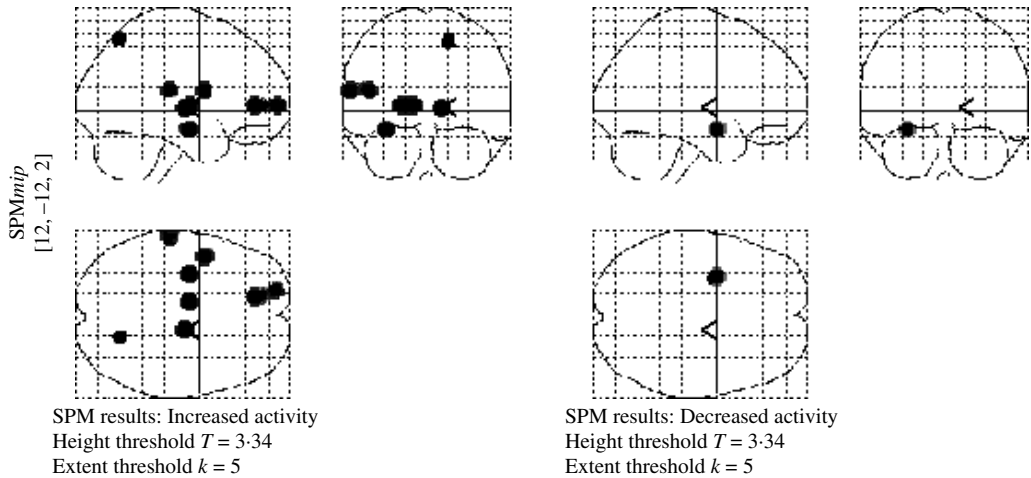 SPMmip
[12, −12, 2]
SPM results: Increased activity
Height threshold T = 3·34
Extent threshold k = 5
SPM results: Decreased activity
Height threshold T = 3·34
Extent threshold k = 5